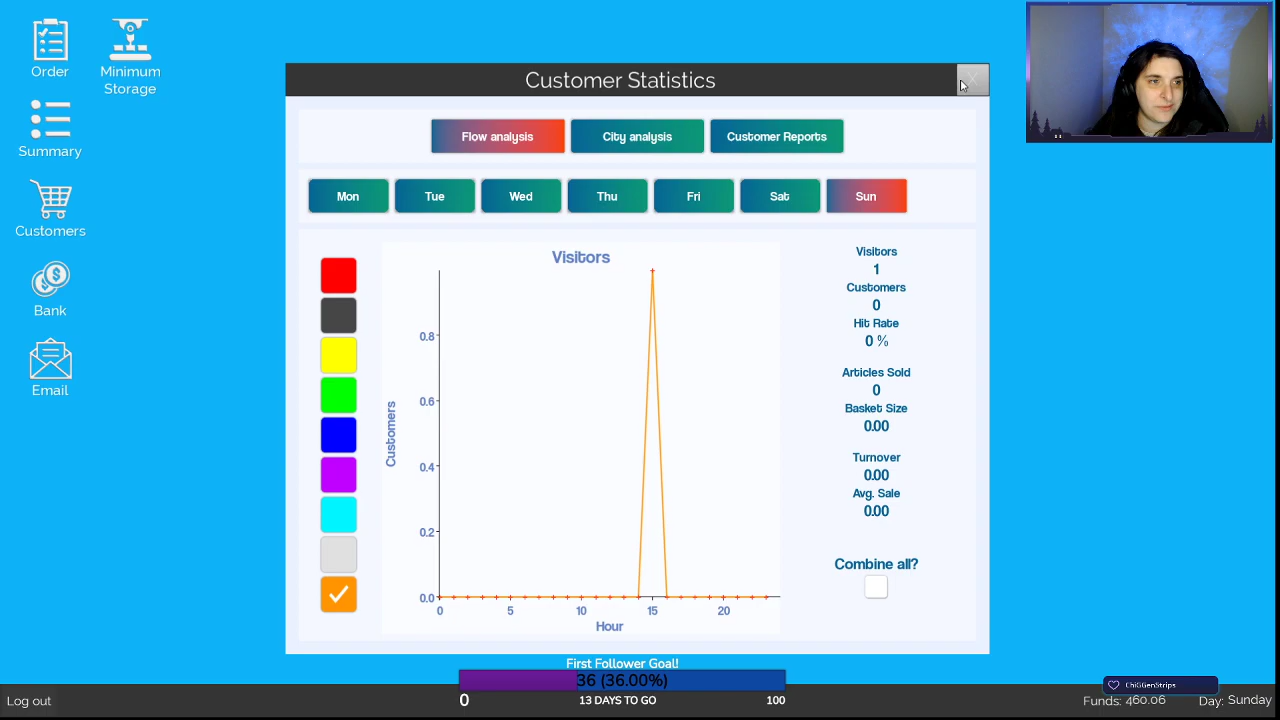 Order
Minimum
Storage
Summary
Customers
Bank
Email
Customer Statistics
X
Flow analysis
City analysis
Customer Reports
Mon
Tue
Wed
Thu
Fri
Sat
Sun
Visitors
0.8
0.6
0.4
0.2
0.0
Customers
0
5
10
15
20
Hour
Visitors
1
Customers
0
Hit Rate
0 %
Articles Sold
0
Basket Size
0.00
Turnover
0.00
Avg. Sale
0.00
Combine all?
First Follower Goal!
36 (36.00%)
0
13 DAYS TO GO
100
Log out
ChiGGenStrips
Funds: 460.06
Day: Sunday